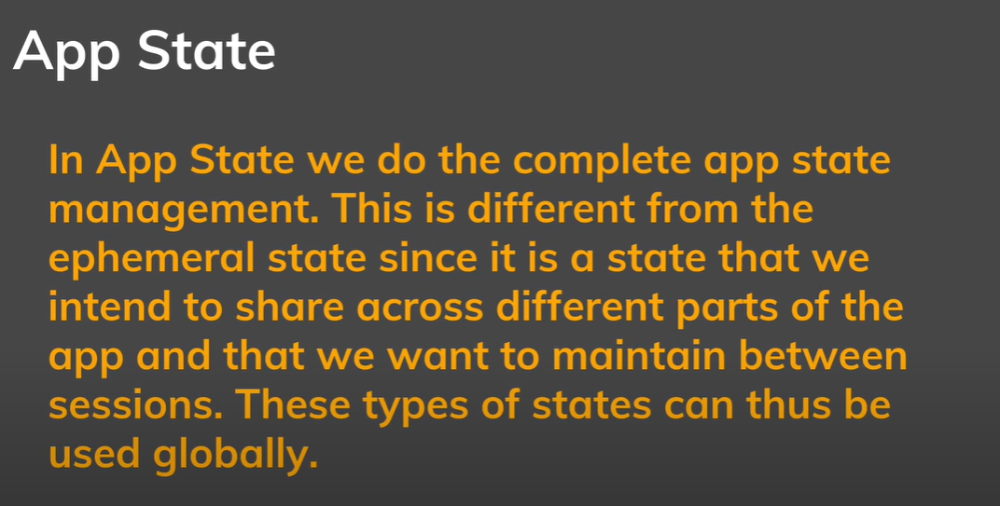 App State
In App State we do the complete app state
management. This is different from the
ephemeral state since it is a state that we
intend to share across different parts of the
app and that we want to maintain between
sessions. These types of states can thus be
used globally.